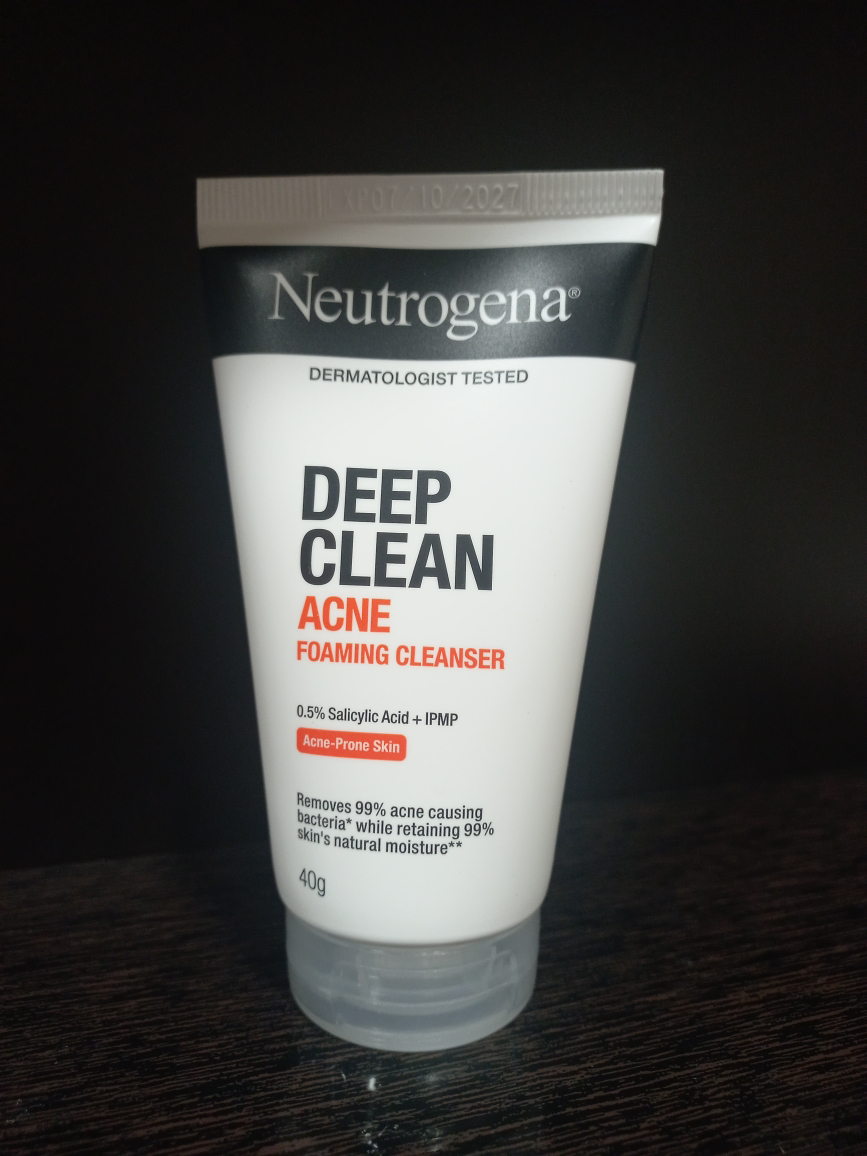 EXP07/10/2027
Neutrogena®
DERMATOLOGIST TESTED
DEEP
CLEAN
ACNE
FOAMING CLEANSER
0.5% Salicylic Acid + IPMP
Acne-Prone Skin
Removes 99% acne causing
bacteria* while retaining 99%
skin's natural moisture**
40g